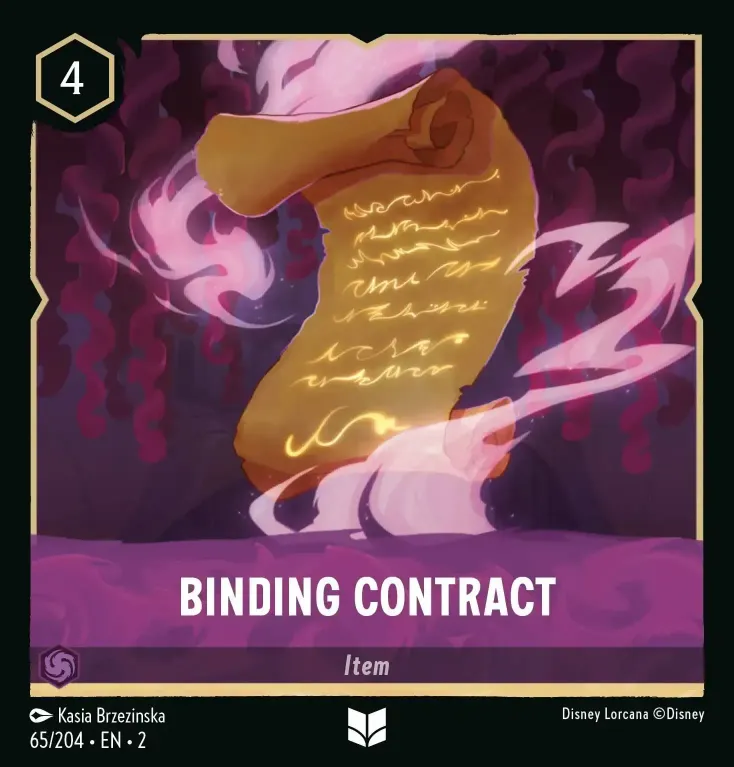 4
BINDING CONTRACT
Item
Kasia Brzezinska
Disney Lorcana ©Disney
65/204 • EN • 2